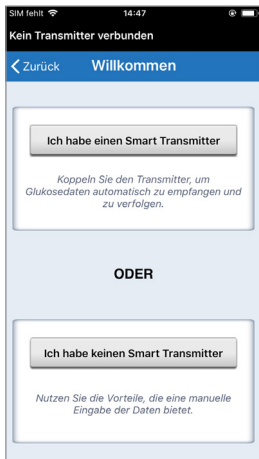 SIM fehlt 14:47
Kein Transmitter verbunden
Zurück Willkommen
Ich habe einen Smart Transmitter
Koppeln Sie den Transmitter, um
Glukosedaten automatisch zu empfangen und
zu verfolgen.
ODER
Ich habe keinen Smart Transmitter
Nutzen Sie die Vorteile, die eine manuelle
Eingabe der Daten bietet.